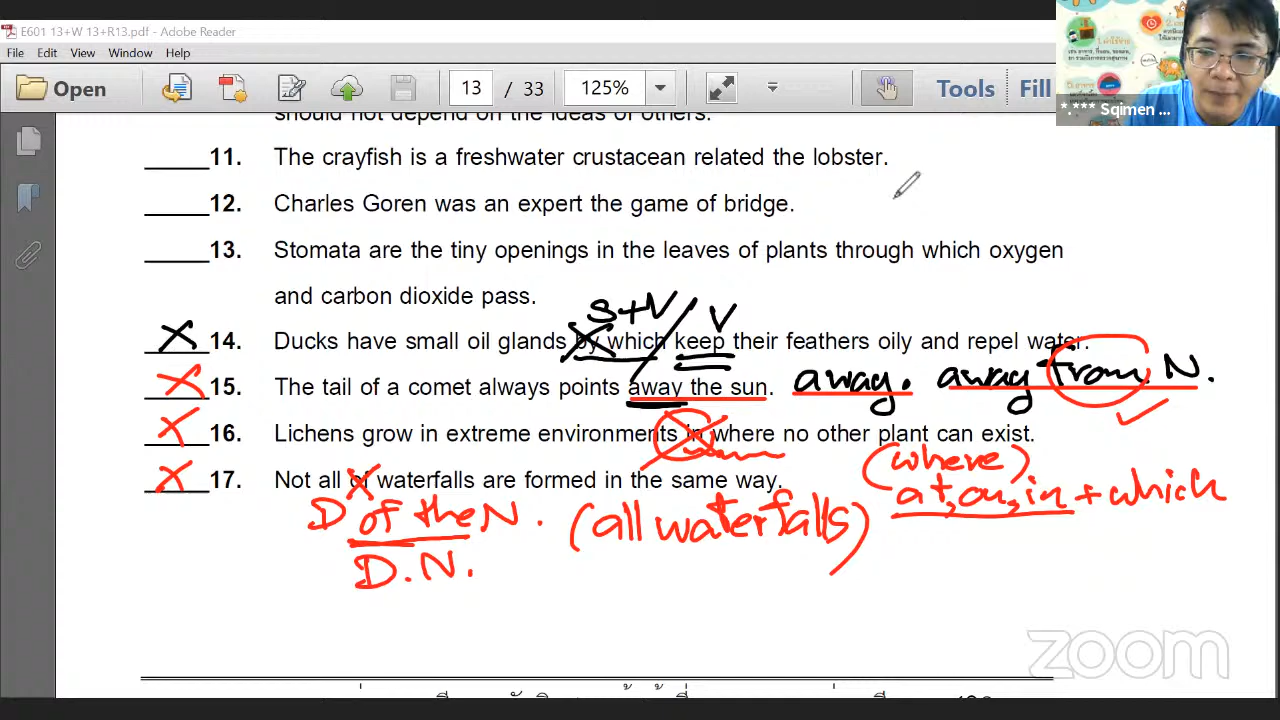 E601 13+W 13+R13.pdf - Adobe Reader
File Edit View Window Help
Open 13 / 33 125% Tools Fill
*.*** Sqimen ...
should not depend on the ideas of others.
_____11. The crayfish is a freshwater crustacean related the lobster.
_____12. Charles Goren was an expert the game of bridge.
_____13. Stomata are the tiny openings in the leaves of plants through which oxygen
and carbon dioxide pass.
S+V / V
X 14. Ducks have small oil glands by which keep their feathers oily and repel water.
X 15. The tail of a comet always points away the sun. away. away from N.
X 16. Lichens grow in extreme environments in where no other plant can exist.
(where)
X 17. Not all of waterfalls are formed in the same way.
at, on, in + which
D of the N. (all waterfalls)
D. N.
zoom